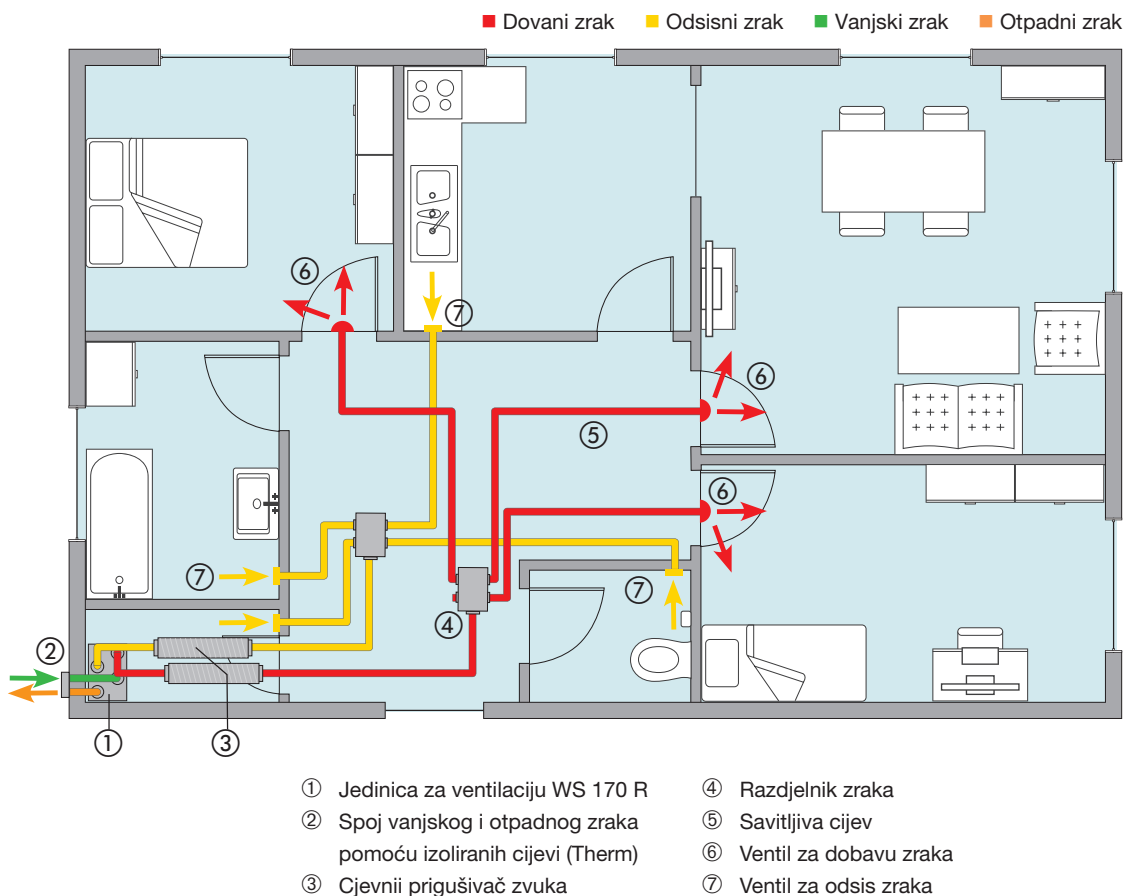 Dovani zrak Odsisni zrak Vanjski zrak Otpadni zrak
⑥
⑦
⑥
⑤
⑥
⑦
⑦
④
②
① ③
① Jedinica za ventilaciju WS 170 R
② Spoj vanjskog i otpadnog zraka
pomoću izoliranih cijevi (Therm)
③ Cjevnii prigušivač zvuka
④ Razdjelnik zraka
⑤ Savitljiva cijev
⑥ Ventil za dobavu zraka
⑦ Ventil za odsis zraka